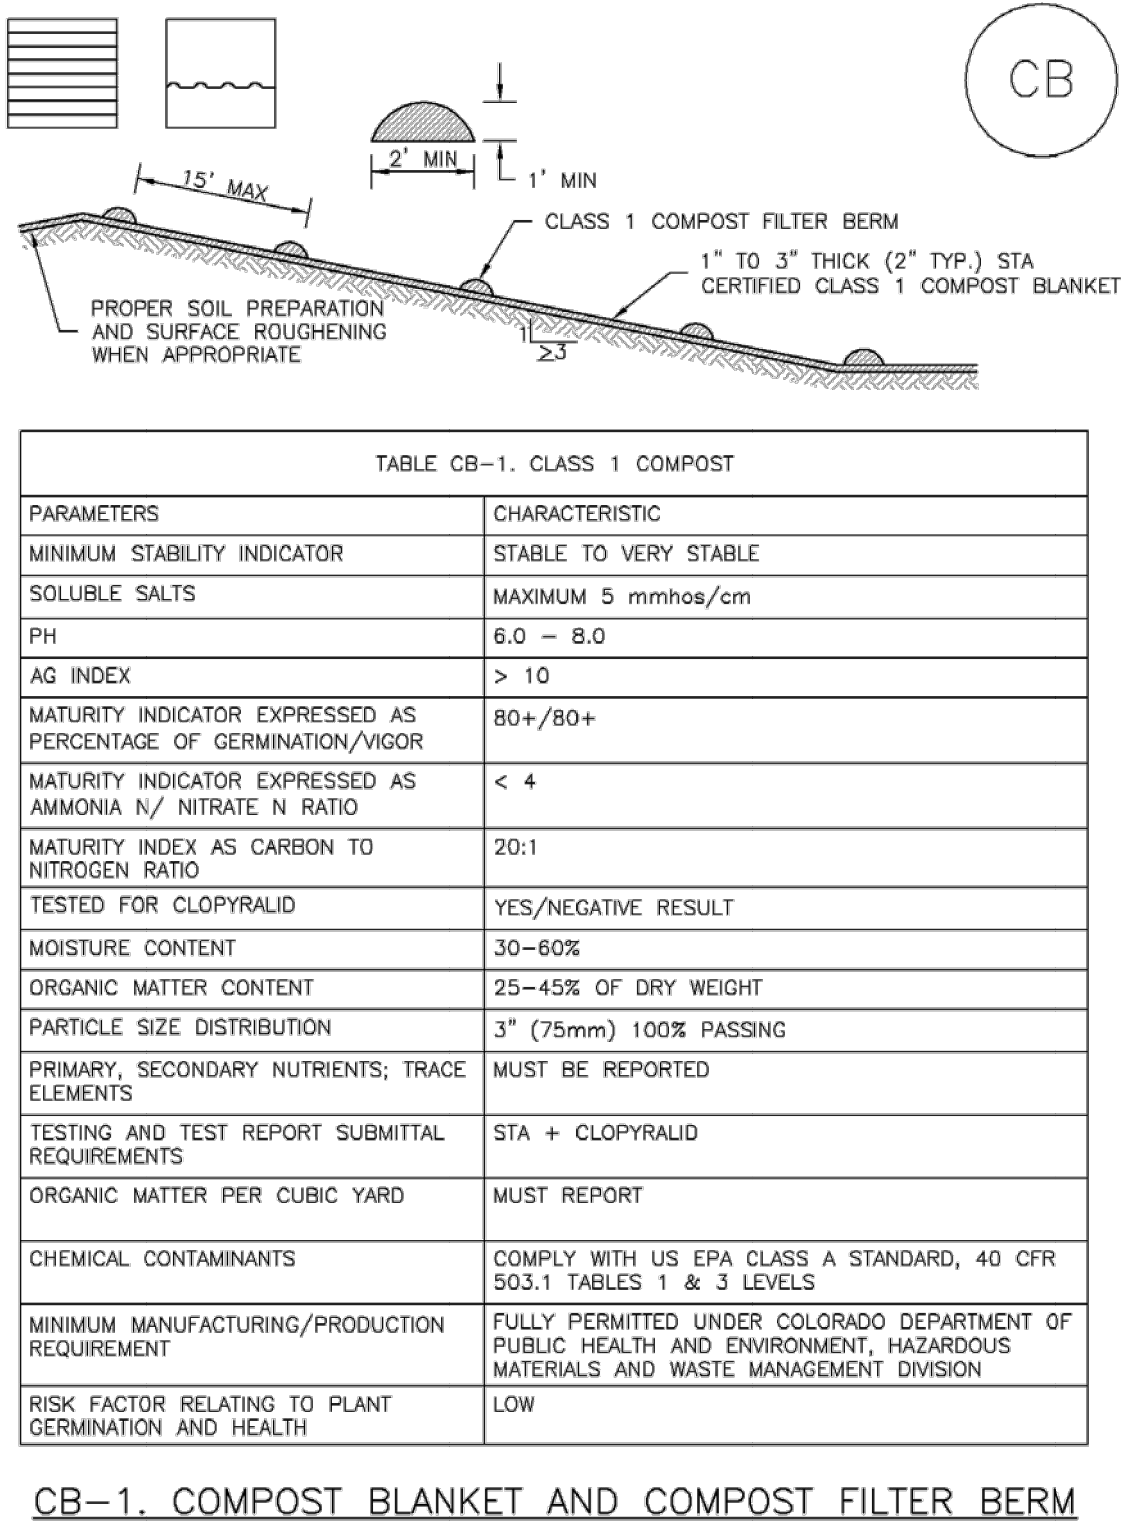 CB
2' MIN
1' MIN
15' MAX
CLASS 1 COMPOST FILTER BERM
1" TO 3" THICK (2" TYP.) STA
CERTIFIED CLASS 1 COMPOST BLANKET
PROPER SOIL PREPARATION
AND SURFACE ROUGHENING
WHEN APPROPRIATE
1
≥3
TABLE CB-1. CLASS 1 COMPOST
PARAMETERS
CHARACTERISTIC
MINIMUM STABILITY INDICATOR
STABLE TO VERY STABLE
SOLUBLE SALTS
MAXIMUM 5 mmhos/cm
PH
6.0 – 8.0
AG INDEX
> 10
MATURITY INDICATOR EXPRESSED AS
PERCENTAGE OF GERMINATION/VIGOR
80+/80+
MATURITY INDICATOR EXPRESSED AS
AMMONIA N/ NITRATE N RATIO
< 4
MATURITY INDEX AS CARBON TO
NITROGEN RATIO
20:1
TESTED FOR CLOPYRALID
YES/NEGATIVE RESULT
MOISTURE CONTENT
30-60%
ORGANIC MATTER CONTENT
25-45% OF DRY WEIGHT
PARTICLE SIZE DISTRIBUTION
3" (75mm) 100% PASSING
PRIMARY, SECONDARY NUTRIENTS; TRACE
ELEMENTS
MUST BE REPORTED
TESTING AND TEST REPORT SUBMITTAL
REQUIREMENTS
STA + CLOPYRALID
ORGANIC MATTER PER CUBIC YARD
MUST REPORT
CHEMICAL CONTAMINANTS
COMPLY WITH US EPA CLASS A STANDARD, 40 CFR
503.1 TABLES 1 & 3 LEVELS
MINIMUM MANUFACTURING/PRODUCTION
REQUIREMENT
FULLY PERMITTED UNDER COLORADO DEPARTMENT OF
PUBLIC HEALTH AND ENVIRONMENT, HAZARDOUS
MATERIALS AND WASTE MANAGEMENT DIVISION
RISK FACTOR RELATING TO PLANT
GERMINATION AND HEALTH
LOW
CB-1. COMPOST BLANKET AND COMPOST FILTER BERM